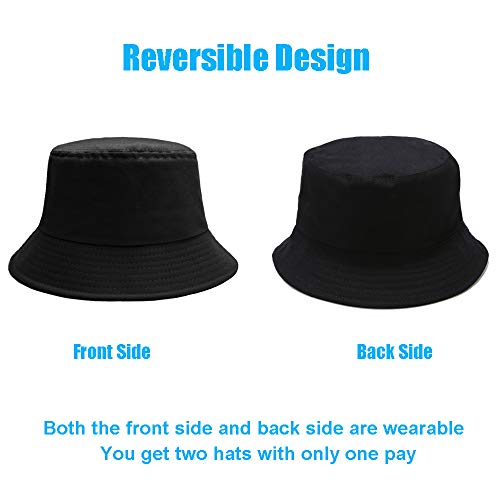 Reversible Design
Front Side
Back Side
Both the front side and back side are wearable
You get two hats with only one pay